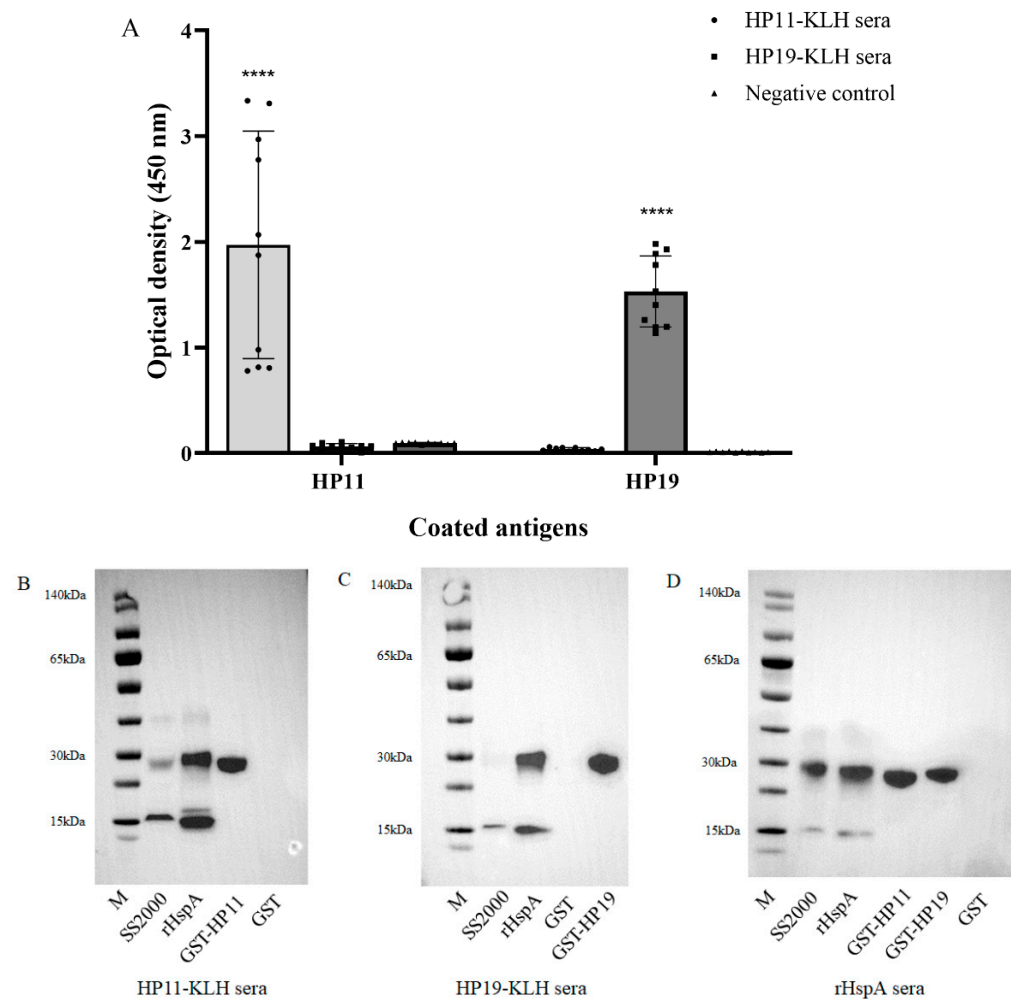 A
HP11-KLH sera
HP19-KLH sera
Negative control
Optical density (450 nm)
4
3
2
1
0
****
****
HP11
HP19
Coated antigens
B
140kDa
65kDa
30kDa
15kDa
M
SS2000
rHspA
GST-HP11
GST
HP11-KLH sera
C
140kDa
65kDa
30kDa
15kDa
M
SS2000
rHspA
GST
GST-HP19
HP19-KLH sera
D
140kDa
65kDa
30kDa
15kDa
M
SS2000
rHspA
GST-HP11
GST-HP19
GST
rHspA sera